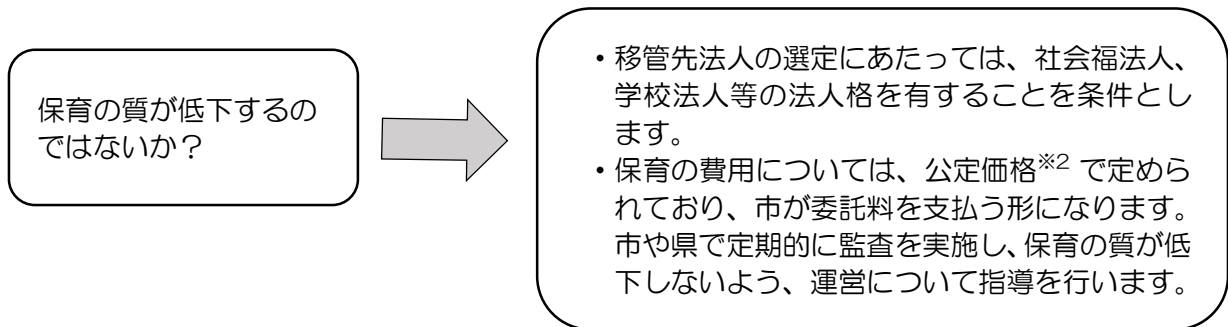 保育の質が低下するの
ではないか？
・移管先法人の選定にあたっては、社会福祉法人、
学校法人等の法人格を有することを条件とし
ます。
・保育の費用については、公定価格※2 で定めら
れており、市が委託料を支払う形になります。
市や県で定期的に監査を実施し、保育の質が低
下しないよう、運営について指導を行います。